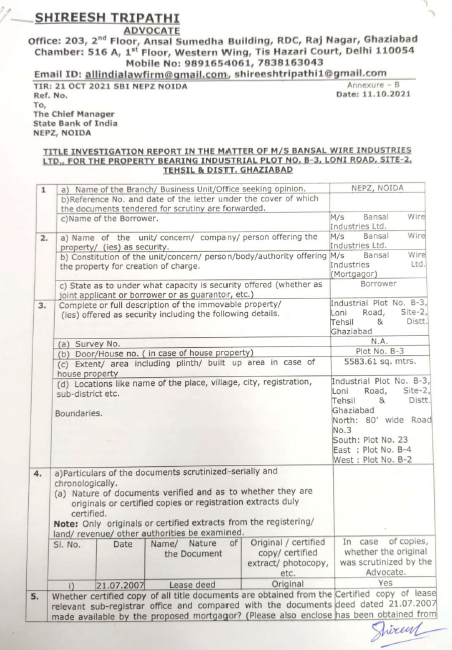 SHIREESH TRIPATHI
ADVOCATE
Office: 203, 2nd Floor, Ansal Sumedha Building, RDC, Raj Nagar, Ghaziabad
Chamber: 516 A, 1st Floor, Western Wing, Tis Hazari Court, Delhi 110054
Mobile No: 9891654061, 7838163043
Email ID: allindialawfirm@gmail.com, shireeshtripathi1@gmail.com
TIR: 21 OCT 2021 SBI NEPZ NOIDA Annexure – B
Ref. No. Date: 11.10.2021
To,
The Chief Manager
State Bank of India
NEPZ, NOIDA
TITLE INVESTIGATION REPORT IN THE MATTER OF M/S BANSAL WIRE INDUSTRIES
LTD., FOR THE PROPERTY BEARING INDUSTRIAL PLOT NO. B-3, LONI ROAD, SITE-2,
TEHSIL & DISTT. GHAZIABAD
1 a) Name of the Branch/ Business Unit/Office seeking opinion. NEPZ, NOIDA
b)Reference No. and date of the letter under the cover of which
the documents tendered for scrutiny are forwarded.
c)Name of the Borrower. M/s Bansal Wire
Industries Ltd.
2. a) Name of the unit/ concern/ company/ person offering the M/s Bansal Wire
property/ (ies) as security. Industries Ltd.
b) Constitution of the unit/concern/ person/body/authority offering M/s Bansal Wire
the property for creation of charge. Industries Ltd.
(Mortgagor)
c) State as to under what capacity is security offered (whether as Borrower
joint applicant or borrower or as guarantor, etc.)
3. Complete or full description of the immovable property/ Industrial Plot No. B-3,
(ies) offered as security including the following details. Loni Road, Site-2,
Tehsil & Distt.
Ghaziabad
(a) Survey No. N.A.
(b) Door/House no. ( in case of house property) Plot No. B-3
(c) Extent/ area including plinth/ built up area in case of 5583.61 sq. mtrs.
house property
(d) Locations like name of the place, village, city, registration, Industrial Plot No. B-3,
sub-district etc. Loni Road, Site-2,
Tehsil & Distt.
Boundaries. Ghaziabad
North: 80' wide Road
No.3
South: Plot No. 23
East : Plot No. B-4
West : Plot No. B-2
4. a)Particulars of the documents scrutinized-serially and
chronologically.
(a) Nature of documents verified and as to whether they are
originals or certified copies or registration extracts duly
certified.
Note: Only originals or certified extracts from the registering/
land/ revenue/ other authorities be examined.
Sl. No. Date Name/ Nature of Original / certified In case of copies,
the Document copy/ certified whether the original
extract/ photocopy, was scrutinized by the
etc. Advocate.
i) 21.07.2007 Lease deed Original Yes
5. Whether certified copy of all title documents are obtained from the Certified copy of lease
relevant sub-registrar office and compared with the documents deed dated 21.07.2007
made available by the proposed mortgagor? (Please also enclose has been obtained from